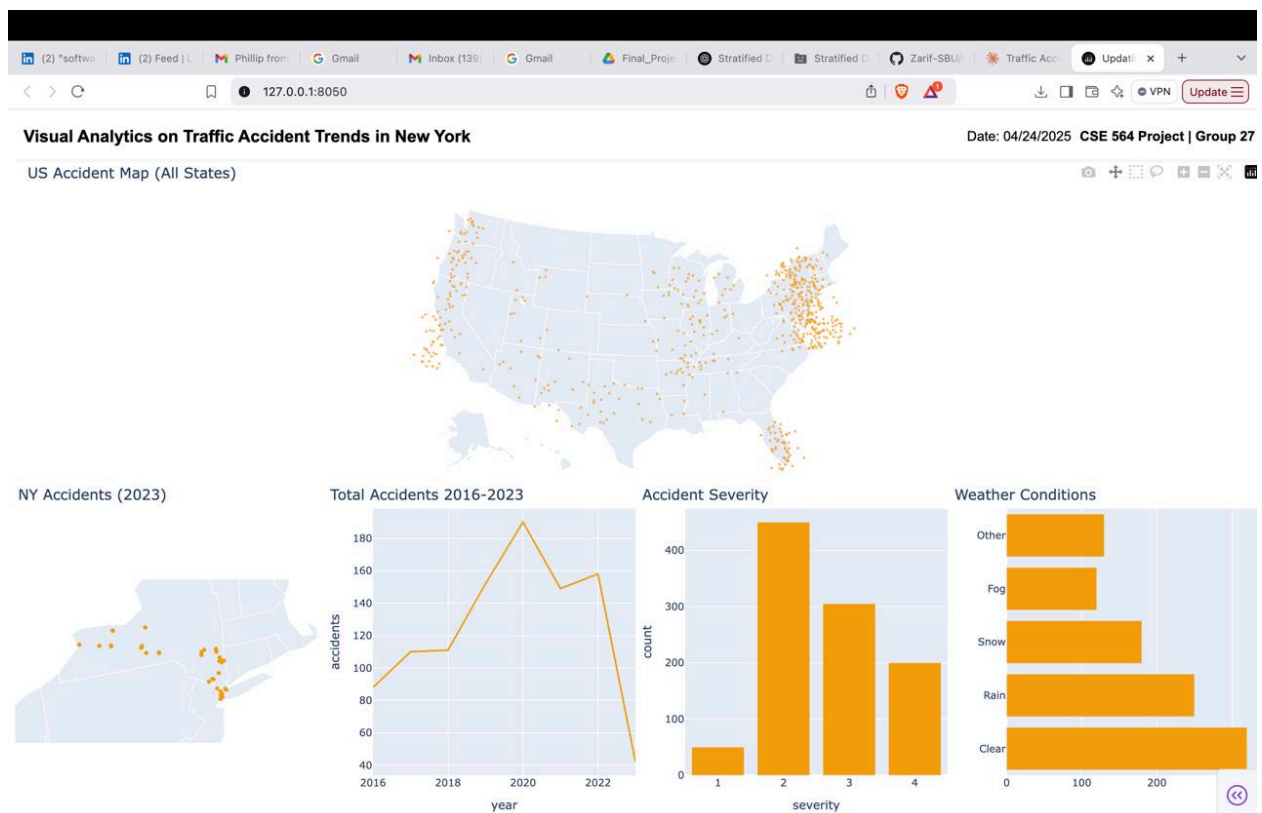 (2) "softwa
(2) Feed | L
Phillip from
Gmail
Inbox (139)
Gmail
Final_Proje
Stratified D
Stratified D
Zarif-SBU/
Traffic Acci
Updati
127.0.0.1:8050
VPN
Update
Visual Analytics on Traffic Accident Trends in New York
Date: 04/24/2025 CSE 564 Project | Group 27
US Accident Map (All States)
NY Accidents (2023)
Total Accidents 2016-2023
180
160
140
120
100
80
60
40
accidents
2016
2018
2020
2022
year
Accident Severity
400
300
200
100
0
count
1
2
3
4
severity
Weather Conditions
Other
Fog
Snow
Rain
Clear
0
100
200